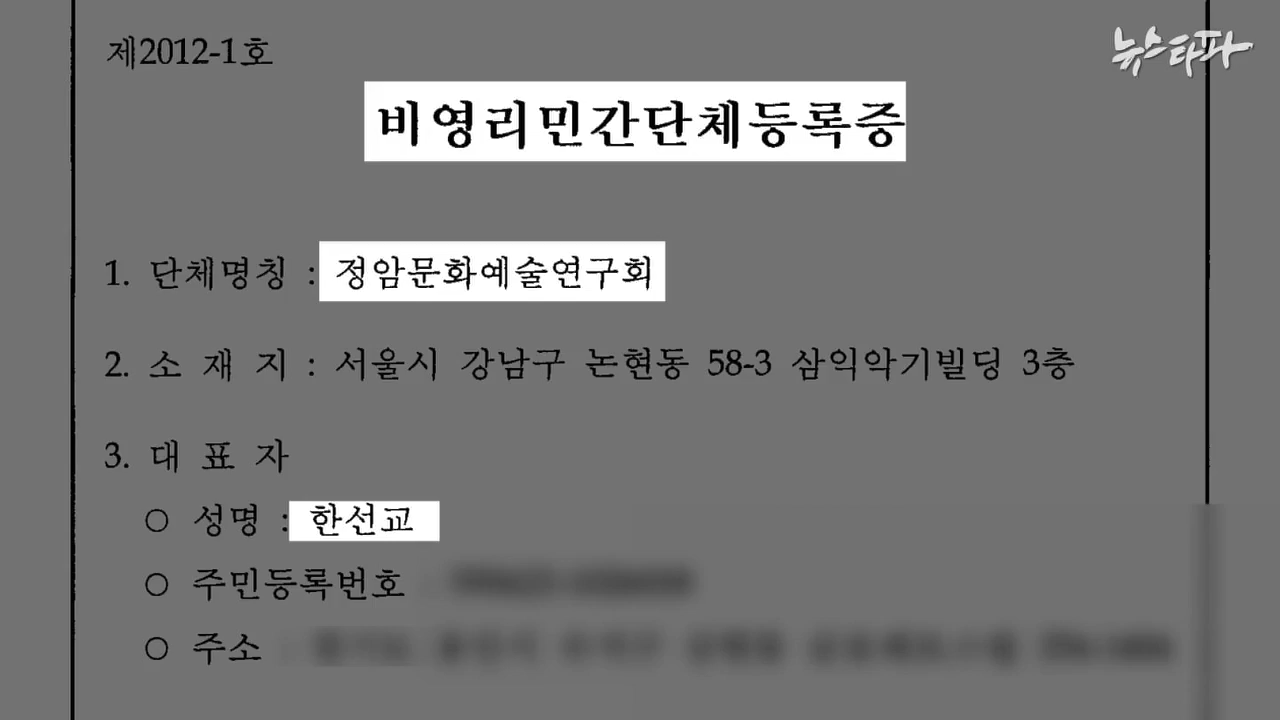 뉴스타파
제2012-1호
비영리민간단체등록증
1. 단체명칭 : 정암문화예술연구회
2. 소 재 지 : 서울시 강남구 논현동 58-3 삼익악기빌딩 3층
3. 대 표 자
○ 성명 : 한선교
○ 주민등록번호 :
○ 주소 :